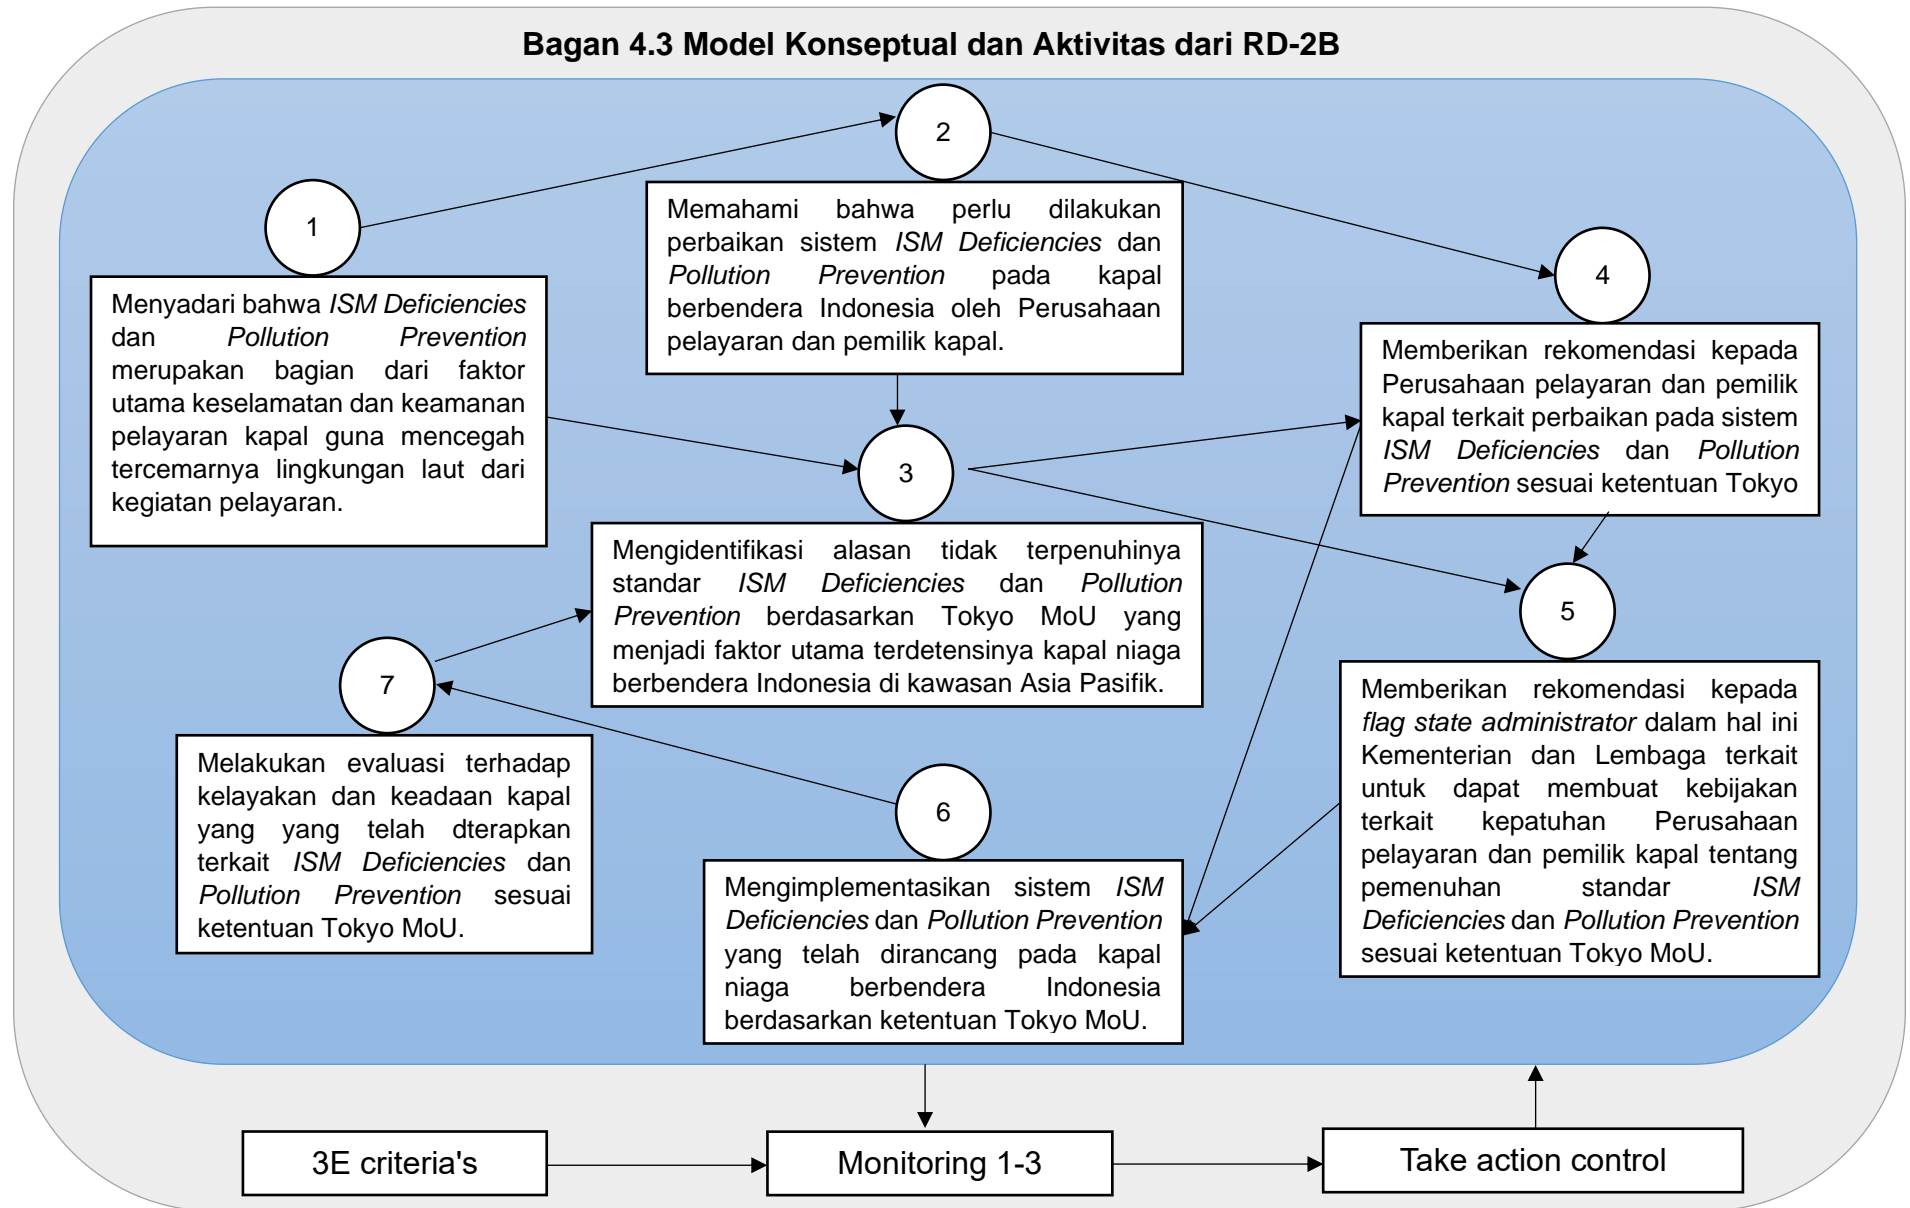 Bagan 4.3 Model Konseptual dan Aktivitas dari RD-2B
1
Menyadari bahwa ISM Deficiencies
dan Pollution Prevention
merupakan bagian dari faktor
utama keselamatan dan keamanan
pelayaran kapal guna mencegah
tercemarnya lingkungan laut dari
kegiatan pelayaran.
2
Memahami bahwa perlu dilakukan
perbaikan sistem ISM Deficiencies dan
Pollution Prevention pada kapal
berbendera Indonesia oleh Perusahaan
pelayaran dan pemilik kapal.
3
Mengidentifikasi alasan tidak terpenuhinya
standar ISM Deficiencies dan Pollution
Prevention berdasarkan Tokyo MoU yang
menjadi faktor utama terdetensinya kapal niaga
berbendera Indonesia di kawasan Asia Pasifik.
4
Memberikan rekomendasi kepada
Perusahaan pelayaran dan pemilik
kapal terkait perbaikan pada sistem
ISM Deficiencies dan Pollution
Prevention sesuai ketentuan Tokyo
5
Memberikan rekomendasi kepada
flag state administrator dalam hal ini
Kementerian dan Lembaga terkait
untuk dapat membuat kebijakan
terkait kepatuhan Perusahaan
pelayaran dan pemilik kapal tentang
pemenuhan standar ISM
Deficiencies dan Pollution Prevention
sesuai ketentuan Tokyo MoU.
6
Mengimplementasikan sistem ISM
Deficiencies dan Pollution Prevention
yang telah dirancang pada kapal
niaga berbendera Indonesia
berdasarkan ketentuan Tokyo MoU.
7
Melakukan evaluasi terhadap
kelayakan dan keadaan kapal
yang yang telah dterapkan
terkait ISM Deficiencies dan
Pollution Prevention sesuai
ketentuan Tokyo MoU.
3E criteria's
Monitoring 1-3
Take action control